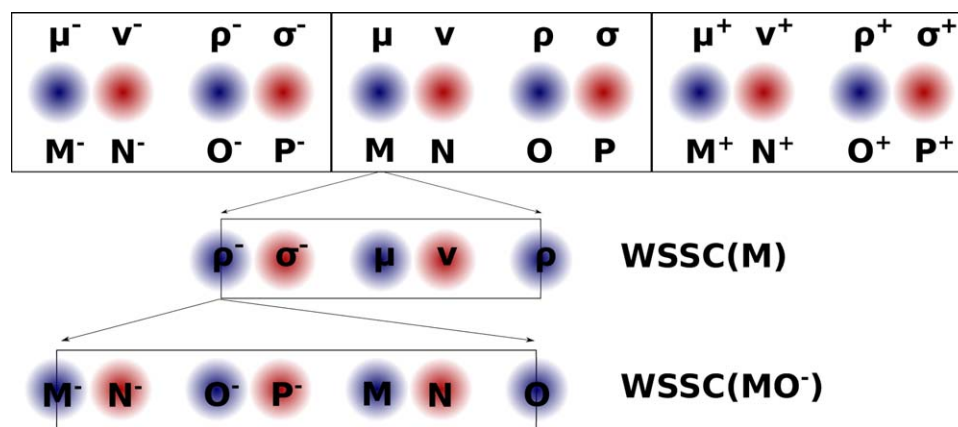 μ⁻ ν⁻ ρ⁻ σ⁻ μ ν ρ σ μ⁺ ν⁺ ρ⁺ σ⁺
M⁻ N⁻ O⁻ P⁻ M N O P M⁺ N⁺ O⁺ P⁺
ρ⁻ σ⁻ μ ν ρ WSSC(M)
M⁻ N⁻ O⁻ P⁻ M N O WSSC(MO⁻)